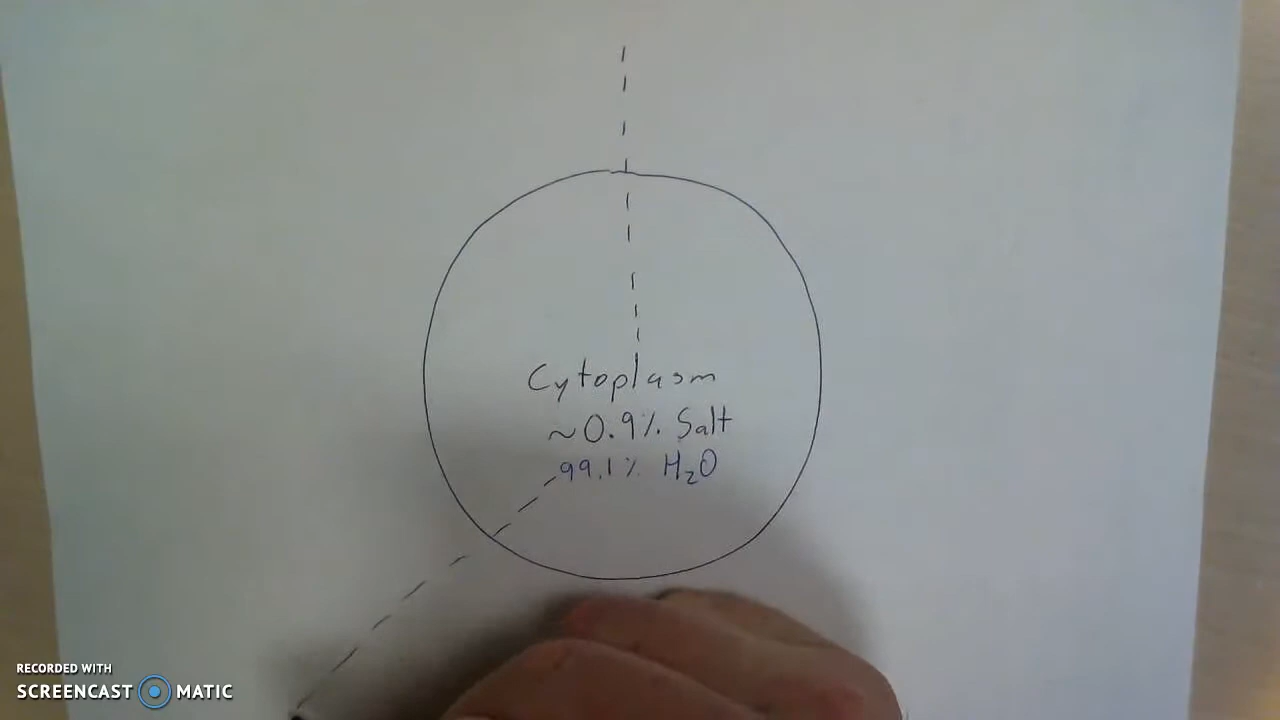 Cytoplasm
~0.9% Salt
99.1% H₂O
RECORDED WITH
SCREENCAST MATIC